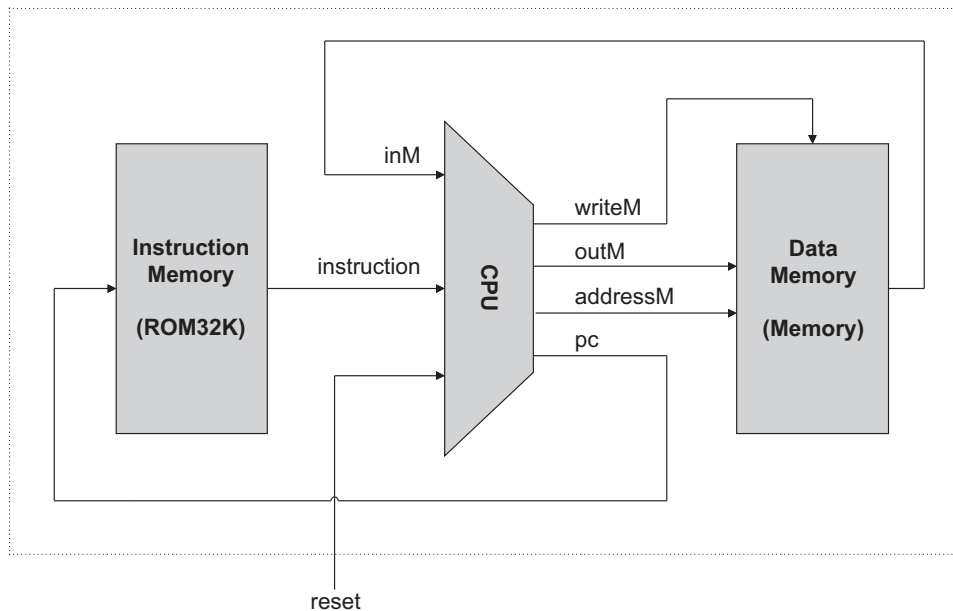 inM
Instruction
Memory
(ROM32K)
instruction
CPU
writeM
outM
addressM
pc
Data
Memory
(Memory)
reset